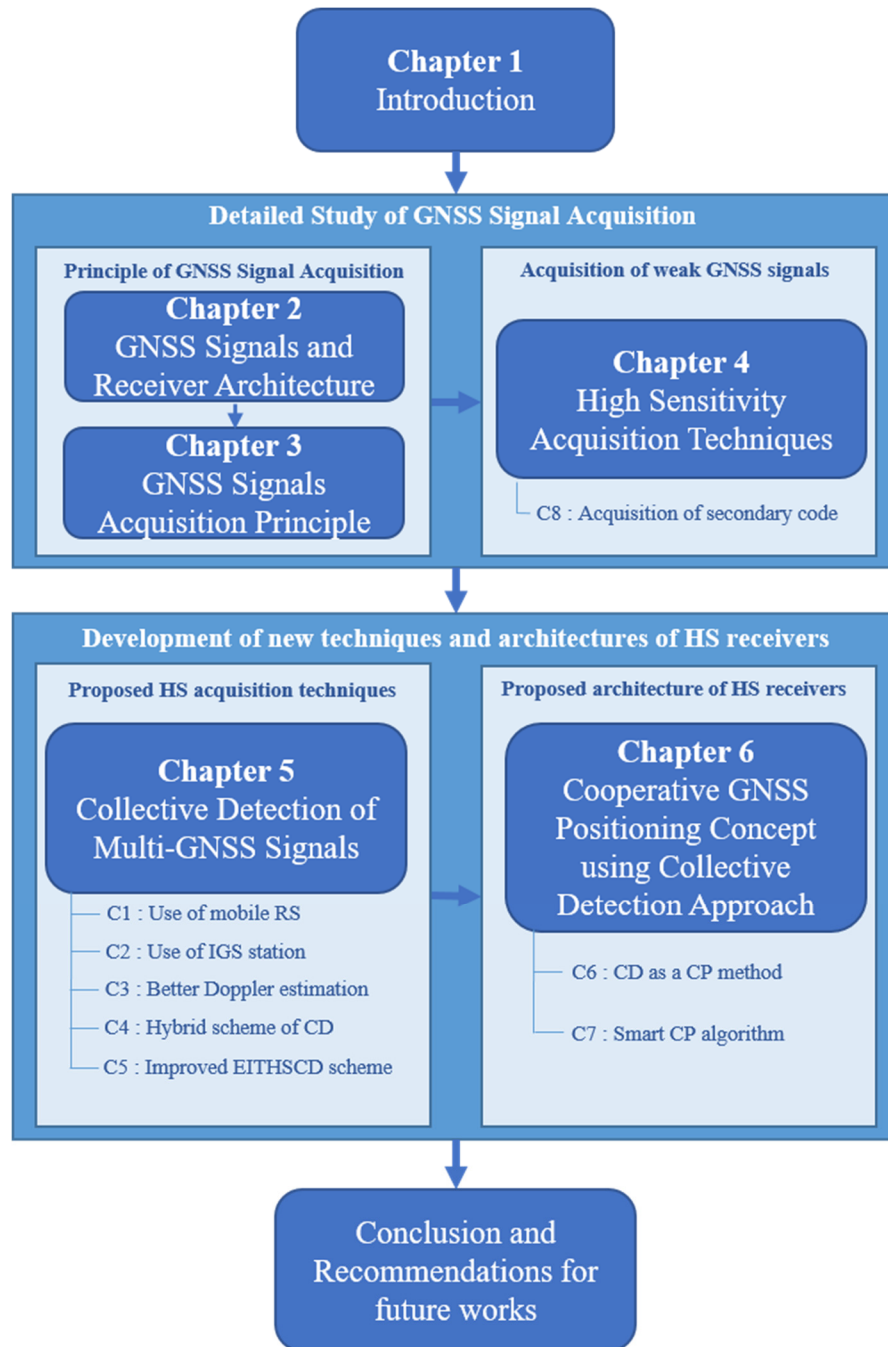 Chapter 1
Introduction
Detailed Study of GNSS Signal Acquisition
Principle of GNSS Signal Acquisition
Chapter 2
GNSS Signals and
Receiver Architecture
Chapter 3
GNSS Signals
Acquisition Principle
Acquisition of weak GNSS signals
Chapter 4
High Sensitivity
Acquisition Techniques
C8 : Acquisition of secondary code
Development of new techniques and architectures of HS receivers
Proposed HS acquisition techniques
Chapter 5
Collective Detection of
Multi-GNSS Signals
C1 : Use of mobile RS
C2 : Use of IGS station
C3 : Better Doppler estimation
C4 : Hybrid scheme of CD
C5 : Improved EITHSCD scheme
Proposed architecture of HS receivers
Chapter 6
Cooperative GNSS
Positioning Concept
using Collective
Detection Approach
C6 : CD as a CP method
C7 : Smart CP algorithm
Conclusion and
Recommendations for
future works